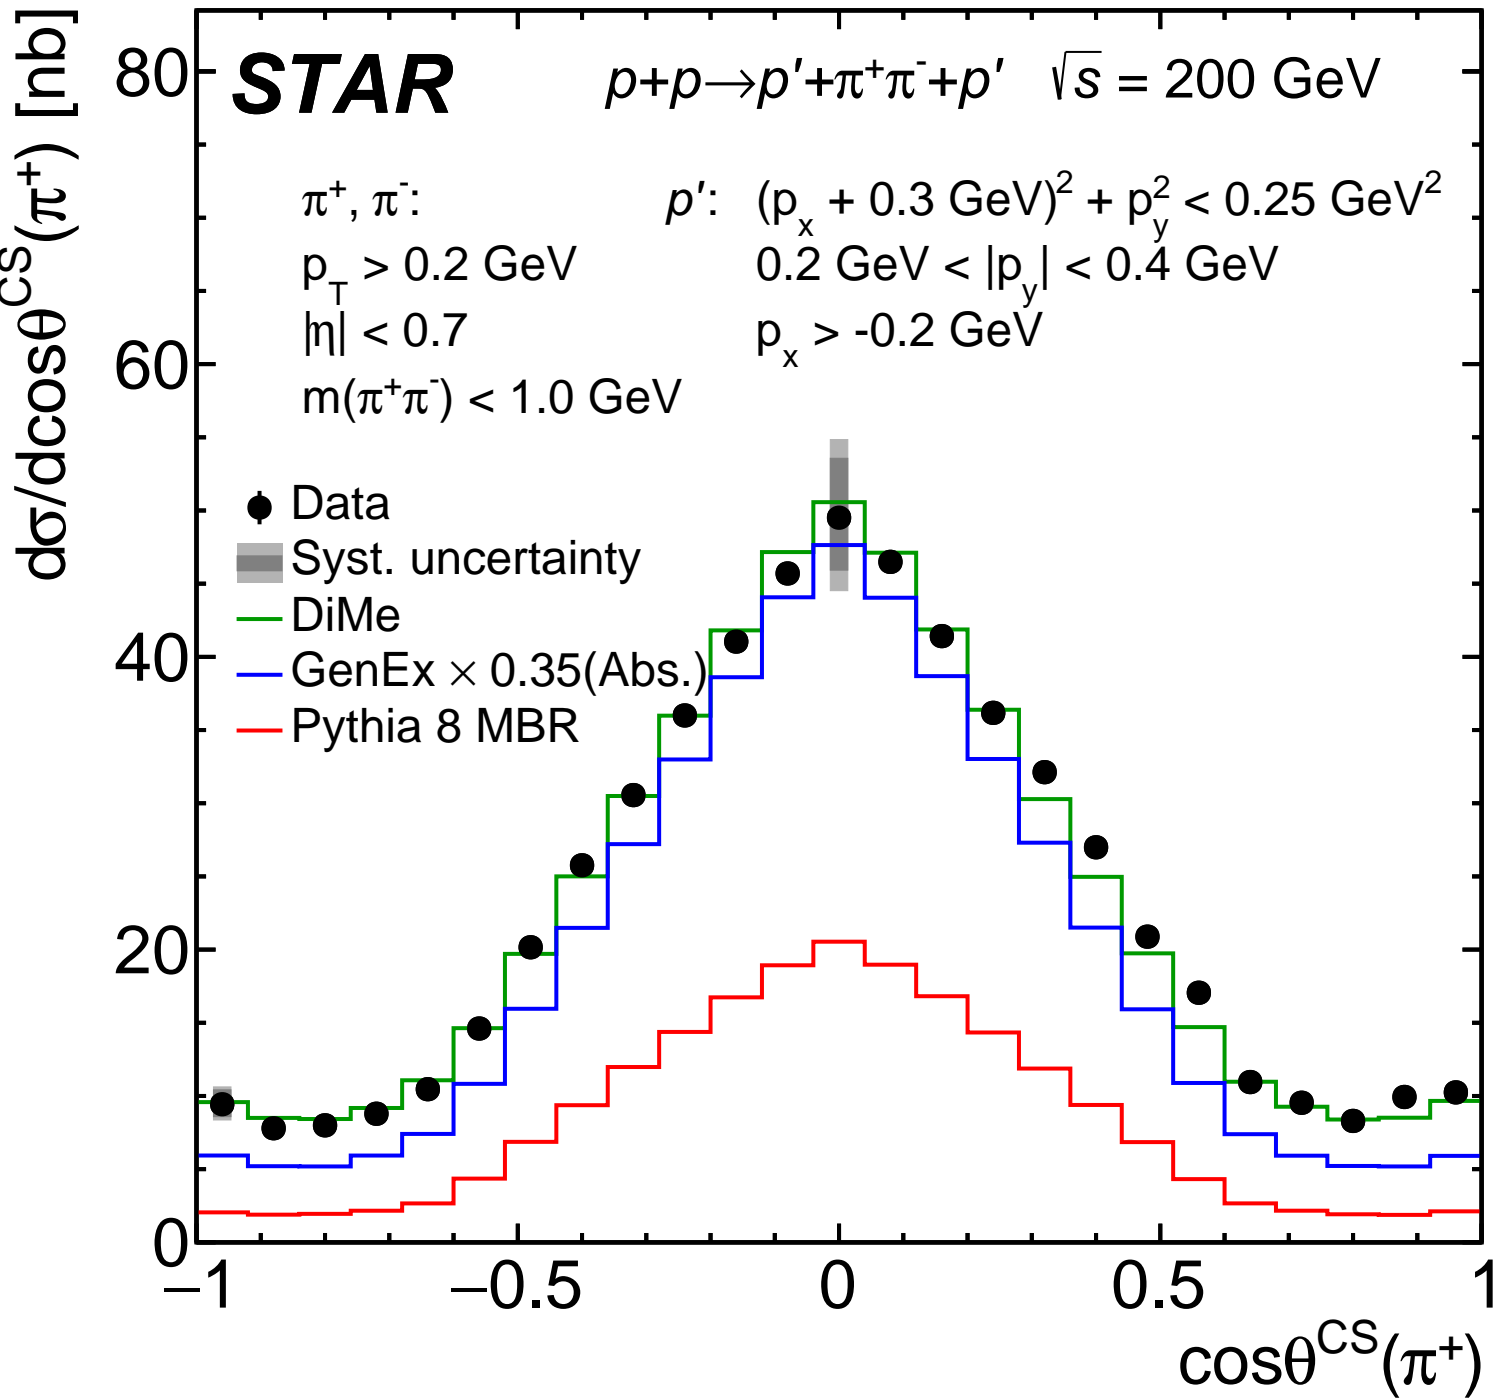 dσ/dcosθ^CS(π⁺) [nb]
80
60
40
20
0
STAR p+p→p′+π⁺π⁻+p′ √s = 200 GeV
π⁺, π⁻: p′: (p_x + 0.3 GeV)² + p_y² < 0.25 GeV²
p_T > 0.2 GeV 0.2 GeV < |p_y| < 0.4 GeV
|η| < 0.7 p_x > -0.2 GeV
m(π⁺π⁻) < 1.0 GeV
Data
Syst. uncertainty
DiMe
GenEx × 0.35(Abs.)
Pythia 8 MBR
−1 −0.5 0 0.5 1
cosθ^CS(π⁺)